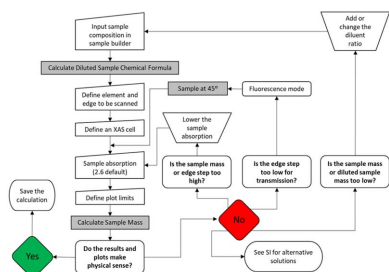 Input sample
composition in
sample builder
Add or
change the
diluent
ratio
Calculate Diluted Sample Chemical Formula
Define element and
edge to be scanned
Sample at 45°
Fluorescence mode
Define an XAS cell
Lower the
sample
absorption
Sample absorption
(2.6 default)
Is the sample mass
or edge step too
high?
Is the edge step
too low for
transmission?
Is the sample mass
or diluted sample
mass too low?
Save the
calculation
Define plot limits
Calculate Sample Mass
No
Yes
Do the results and
plots make
physical sense?
See SI for alternative
solutions